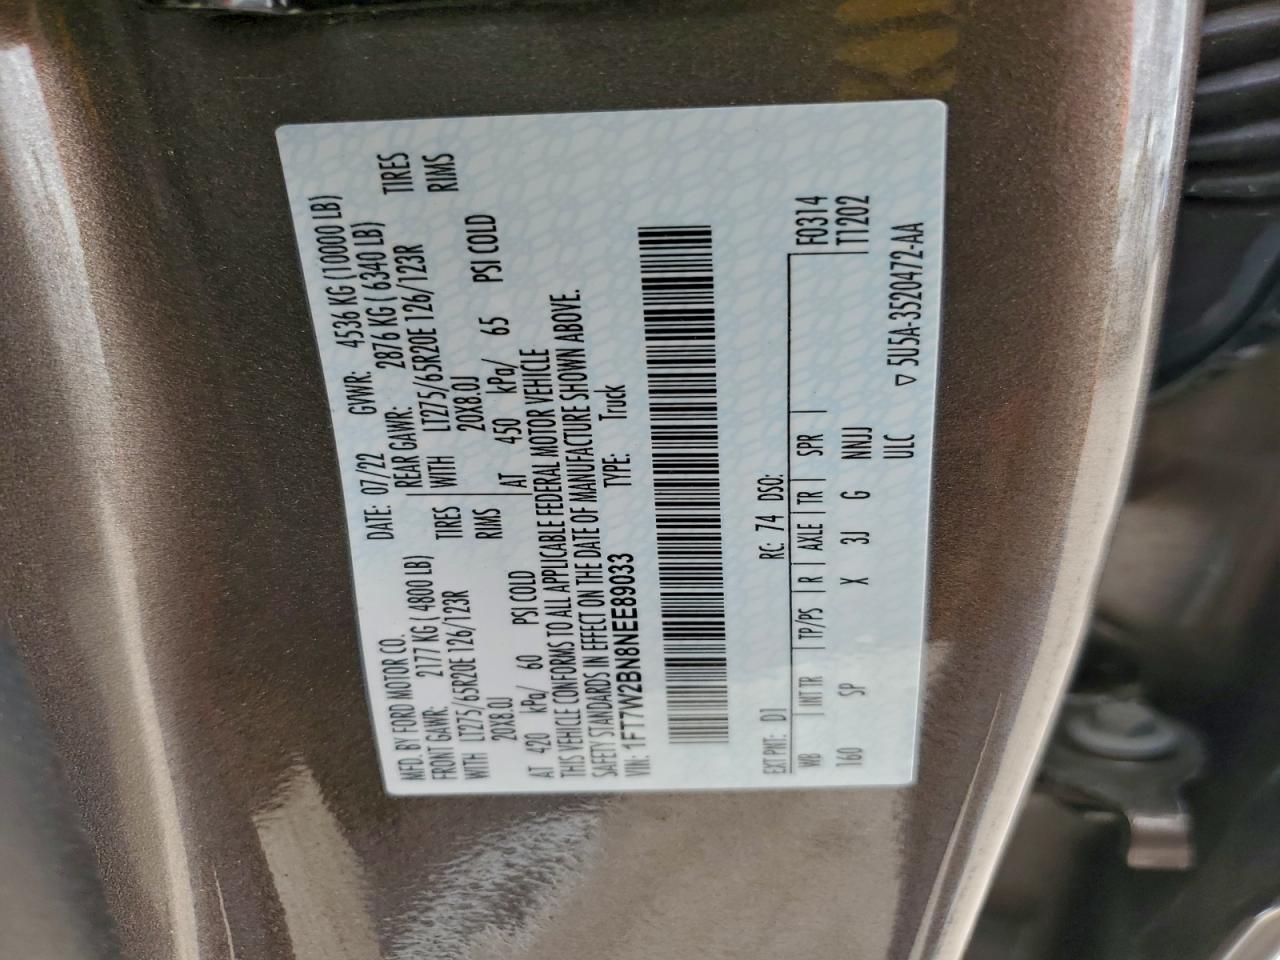 MFD. BY FORD MOTOR CO.
DATE: 07/22 GVWR: 4536 KG (10000 LB)
FRONT GAWR: 2177 KG ( 4800 LB)
REAR GAWR: 2876 KG ( 6340 LB)
WITH LT275/65R20E 126/123R TIRES
WITH LT275/65R20E 126/123R TIRES
20X8.0J RIMS
20X8.0J RIMS
AT 420 kPa/ 60 PSI COLD
AT 450 kPa/ 65 PSI COLD
THIS VEHICLE CONFORMS TO ALL APPLICABLE FEDERAL MOTOR VEHICLE
SAFETY STANDARDS IN EFFECT ON THE DATE OF MANUFACTURE SHOWN ABOVE.
VIN: 1FT7W2BN8NEE89033 TYPE: Truck
EXT PNT: D1 RC: 74 DSO:
WB | INT TR | TP/PS | R | AXLE | TR | SPR | F0314
160 SP X 3J G NNJJ T1202
ULC ▽ 5U5A-3520472-AA